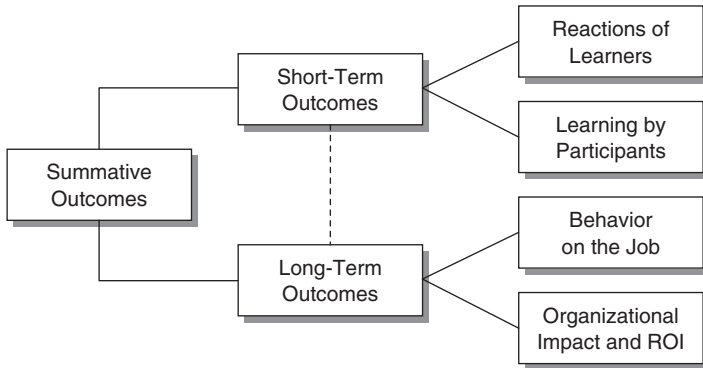 Summative
Outcomes
Short-Term
Outcomes
Reactions of
Learners
Learning by
Participants
Long-Term
Outcomes
Behavior
on the Job
Organizational
Impact and ROI